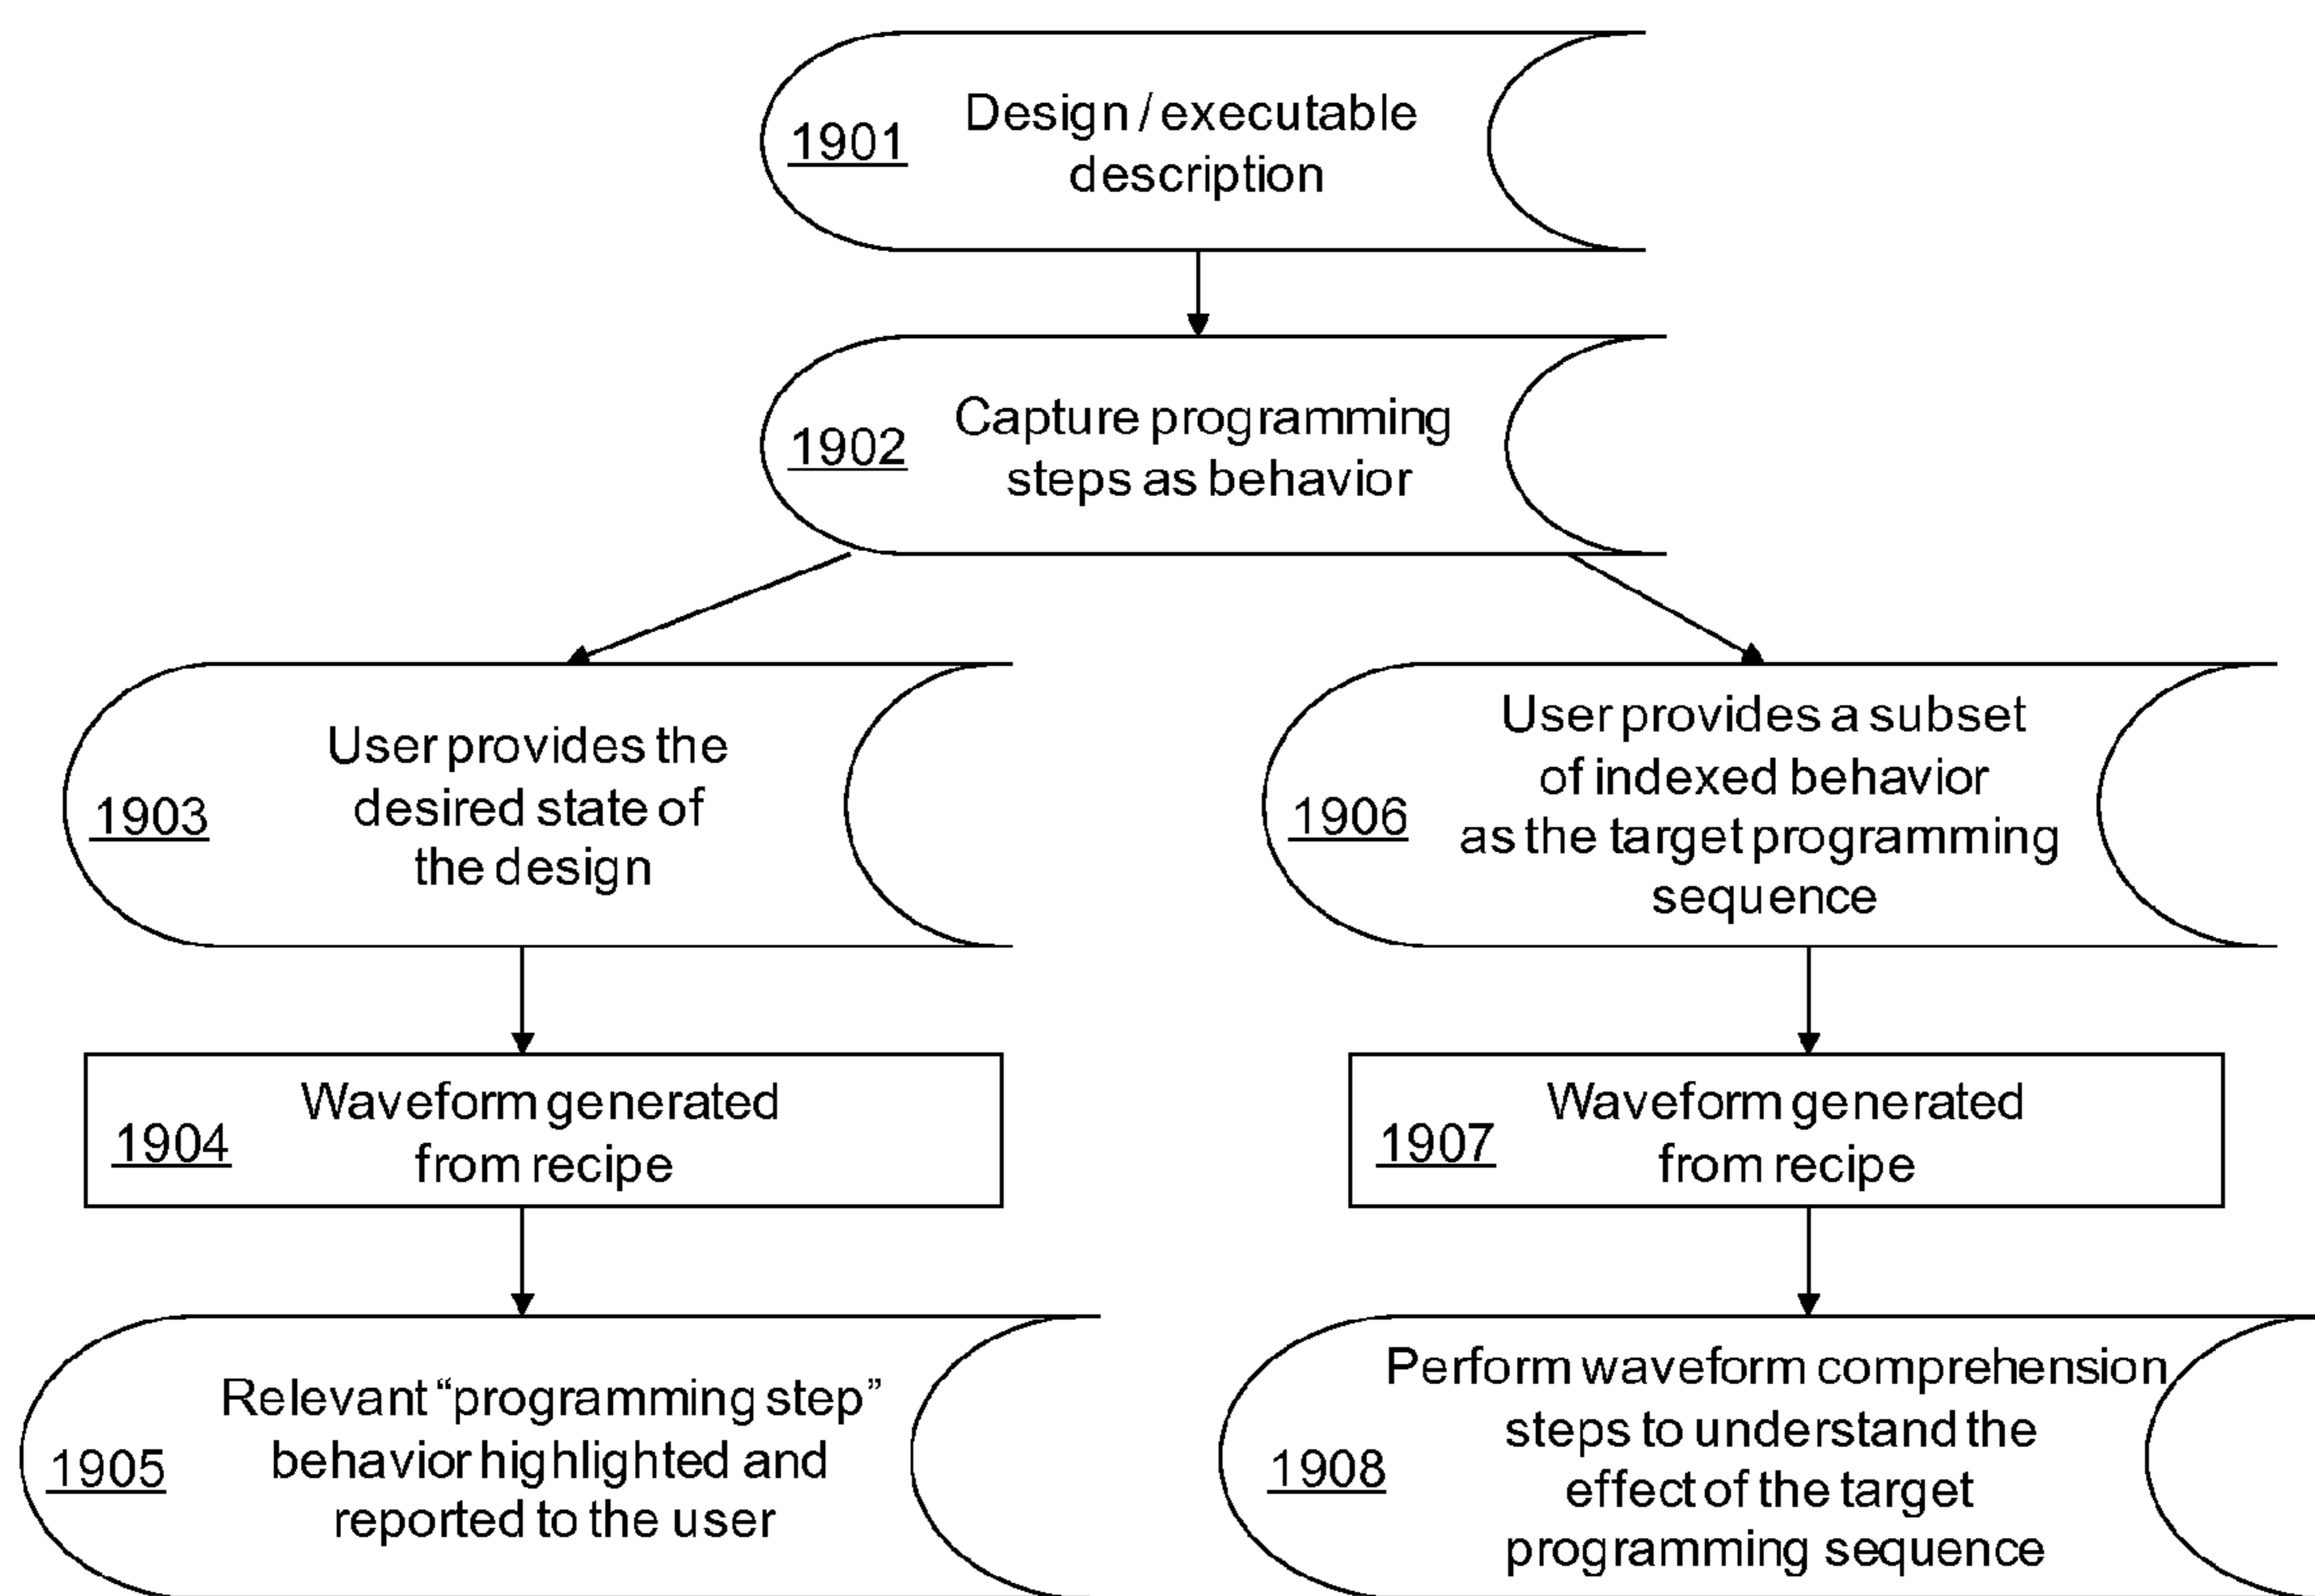 1901
Design / executable
description
1902
Capture programming
steps as behavior
1903
User provides the
desired state of
the design
1906
User provides a subset
of indexed behavior
as the target programming
sequence
1904
Waveform generated
from recipe
1907
Waveform generated
from recipe
1905
Relevant “programming step”
behavior highlighted and
reported to the user
1908
Perform waveform comprehension
steps to understand the
effect of the target
programming sequence